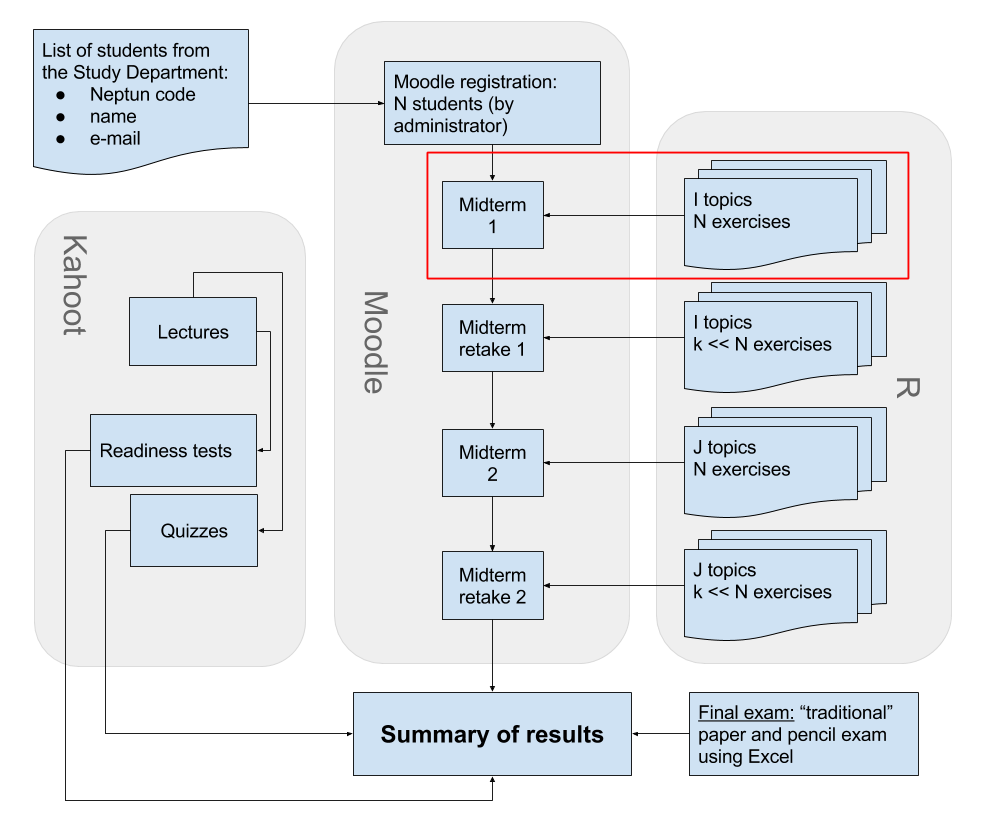 List of students from
the Study Department:
● Neptun code
● name
● e-mail
Moodle registration:
N students (by
administrator)
Kahoot
Lectures
Readiness tests
Quizzes
Moodle
Midterm
1
Midterm
retake 1
Midterm
2
Midterm
retake 2
R
I topics
N exercises
I topics
k << N exercises
J topics
N exercises
J topics
k << N exercises
Summary of results
Final exam: “traditional”
paper and pencil exam
using Excel